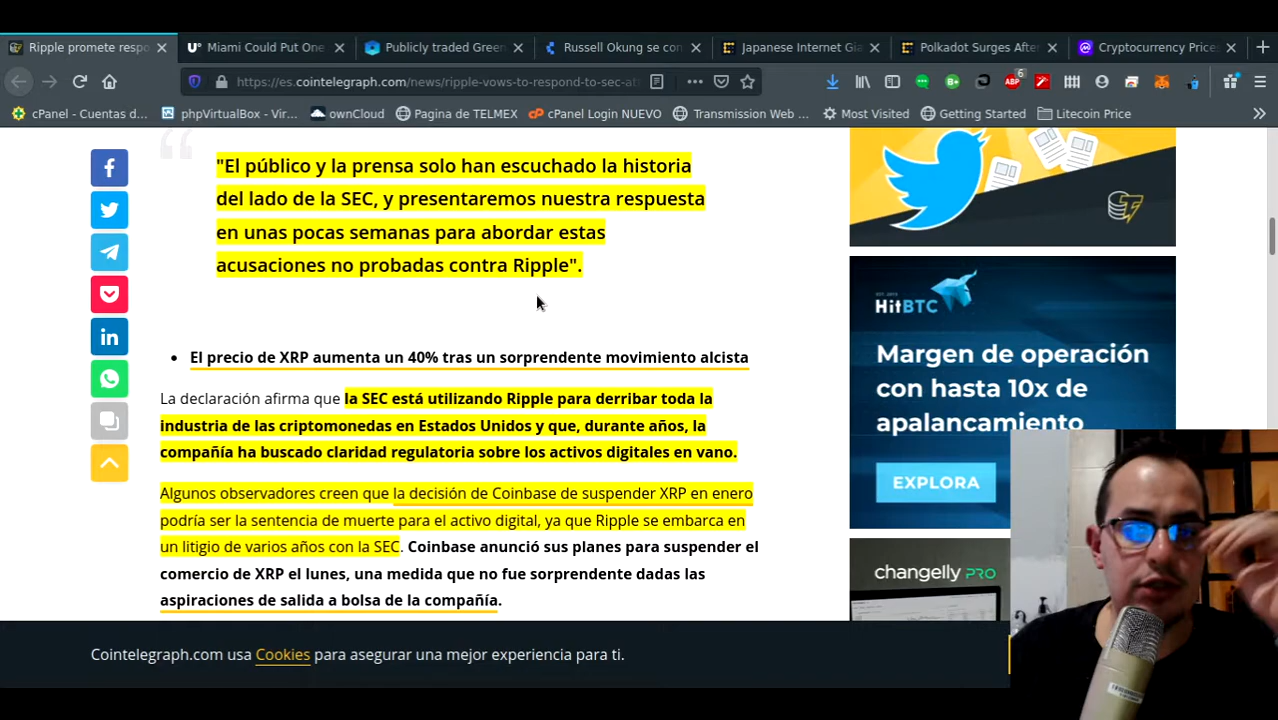 Ripple promete respo
Miami Could Put One
Publicly traded Gree
Russell Okung se con
Japanese Internet Gia
Polkadot Surges After
Cryptocurrency Prices
https://es.cointelegraph.com/news/ripple-vows-to-respond-to-sec-at
6
cPanel - Cuentas d...
phpVirtualBox - Vir...
ownCloud
Pagina de TELMEX
cPanel Login NUEVO
Transmission Web ...
Most Visited
Getting Started
Litecoin Price
"El público y la prensa solo han escuchado la historia
del lado de la SEC, y presentaremos nuestra respuesta
en unas pocas semanas para abordar estas
acusaciones no probadas contra Ripple".
El precio de XRP aumenta un 40% tras un sorprendente movimiento alcista
La declaración afirma que la SEC está utilizando Ripple para derribar toda la
industria de las criptomonedas en Estados Unidos y que, durante años, la
compañía ha buscado claridad regulatoria sobre los activos digitales en vano.
Algunos observadores creen que la decisión de Coinbase de suspender XRP en enero
podría ser la sentencia de muerte para el activo digital, ya que Ripple se embarca en
un litigio de varios años con la SEC. Coinbase anunció sus planes para suspender el
comercio de XRP el lunes, una medida que no fue sorprendente dadas las
aspiraciones de salida a bolsa de la compañía.
HitBTC
Margen de operación
con hasta 10x de
apalancamiento
EXPLORA
changelly PRO
Cointelegraph.com usa Cookies para asegurar una mejor experiencia para ti.